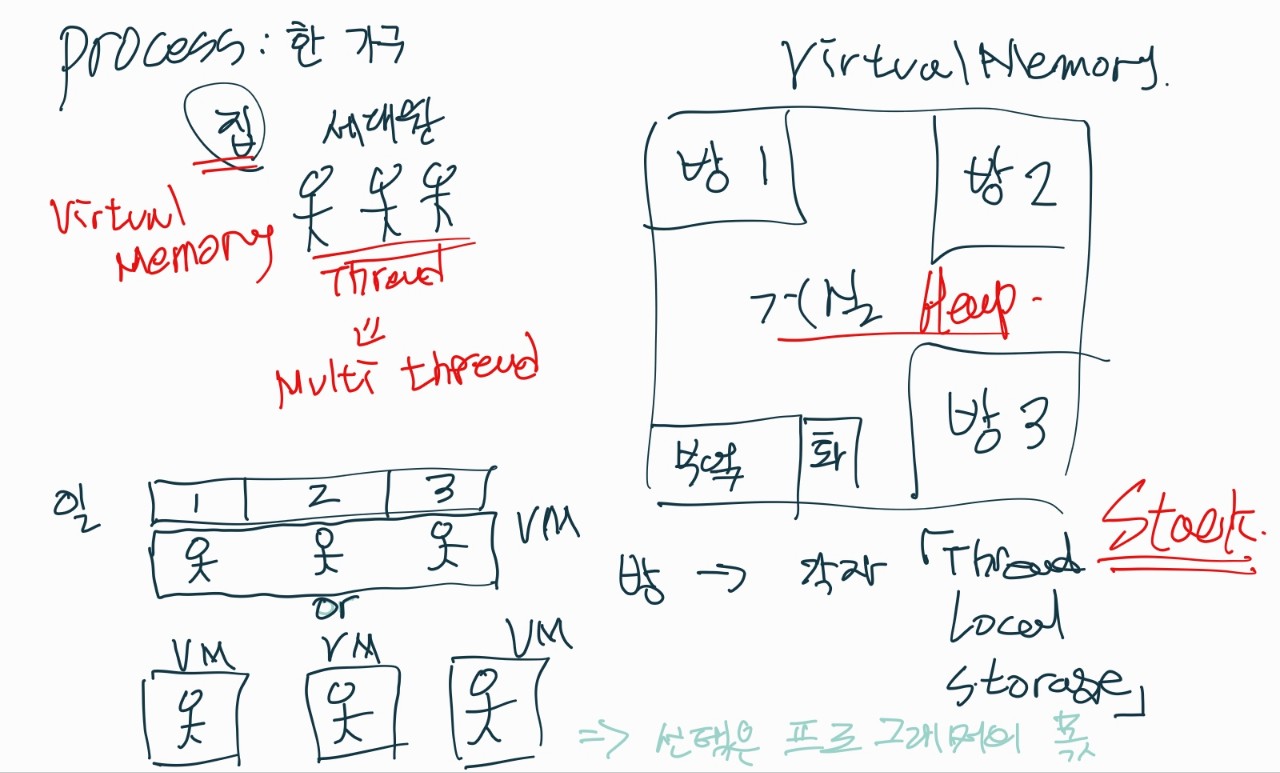 process : 한 가구
집
세대원
Virtual
Memory
Thread
Multi thread
Virtual Memory.
방 1
방 2
거실 Heap
방 3
부엌
화
일
1 2 3
VM
or
VM VM VM
방 → 각자 「Thread
Local
Storage」
Stack.
⇒ 선택은 프로그래머의 몫